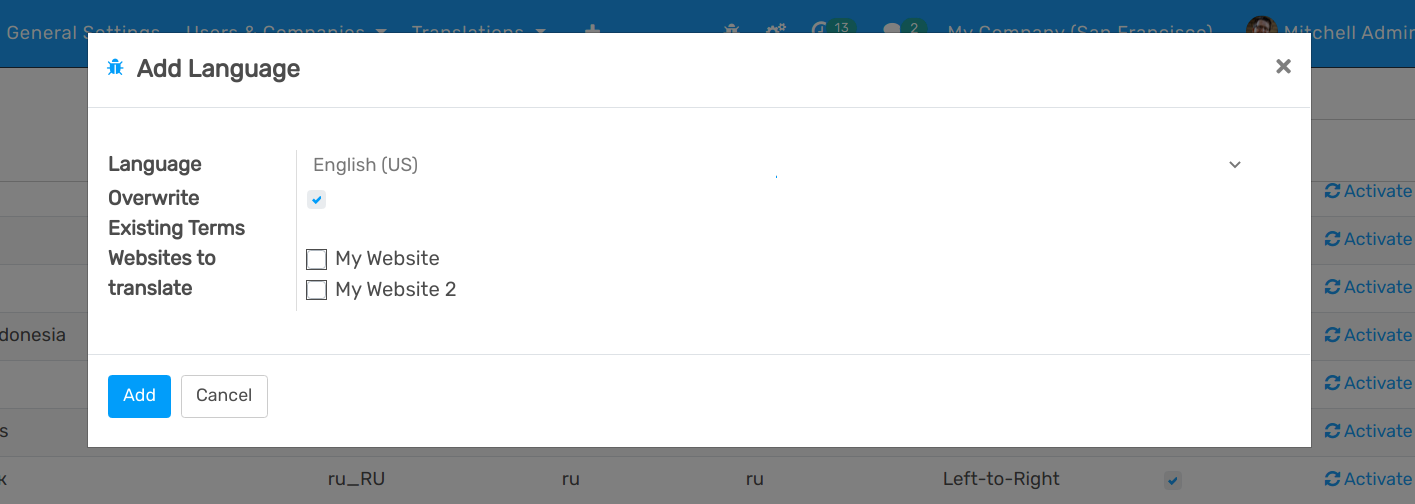 General Settings Users & Companies Translations 13 2 My Company (San Francisco) Mitchell Admin
Add Language
Language English (US)
Overwrite
Existing Terms
Websites to My Website
translate My Website 2
Add Cancel
Activate
Activate
Activate
donesia Activate
Activate
s Activate
к ru_RU ru ru Left-to-Right Activate